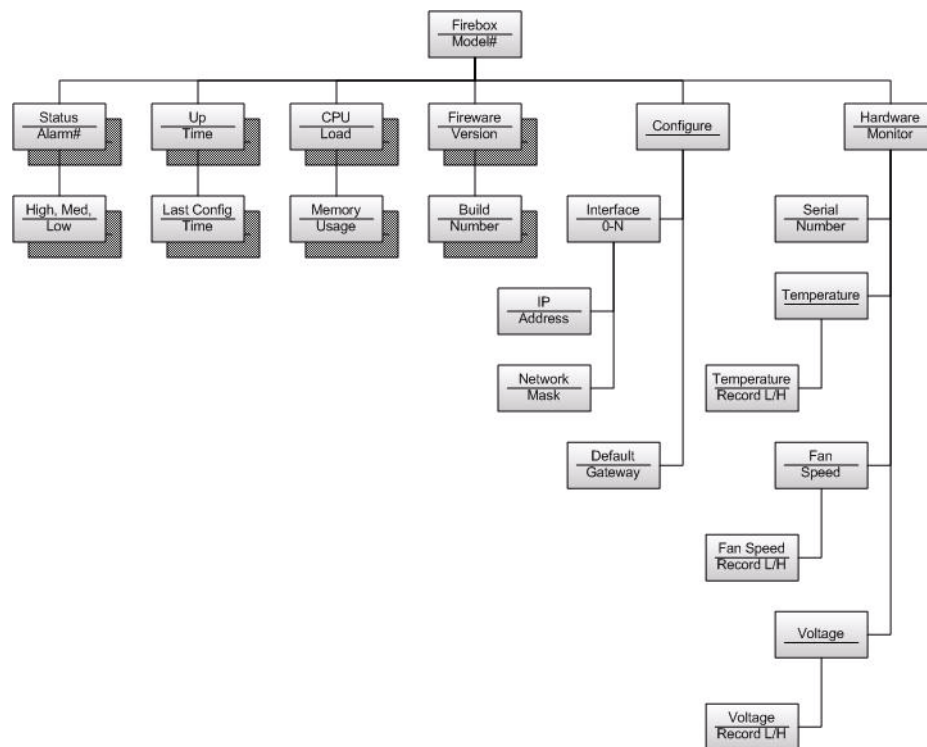 Firebox
Model#
Status
Alarm#
Up
Time
CPU
Load
Fireware
Version
Configure
Hardware
Monitor
High, Med,
Low
Last Config
Time
Memory
Usage
Build
Number
Interface
0-N
Serial
Number
IP
Address
Temperature
Network
Mask
Temperature
Record L/H
Default
Gateway
Fan
Speed
Fan Speed
Record L/H
Voltage
Voltage
Record L/H